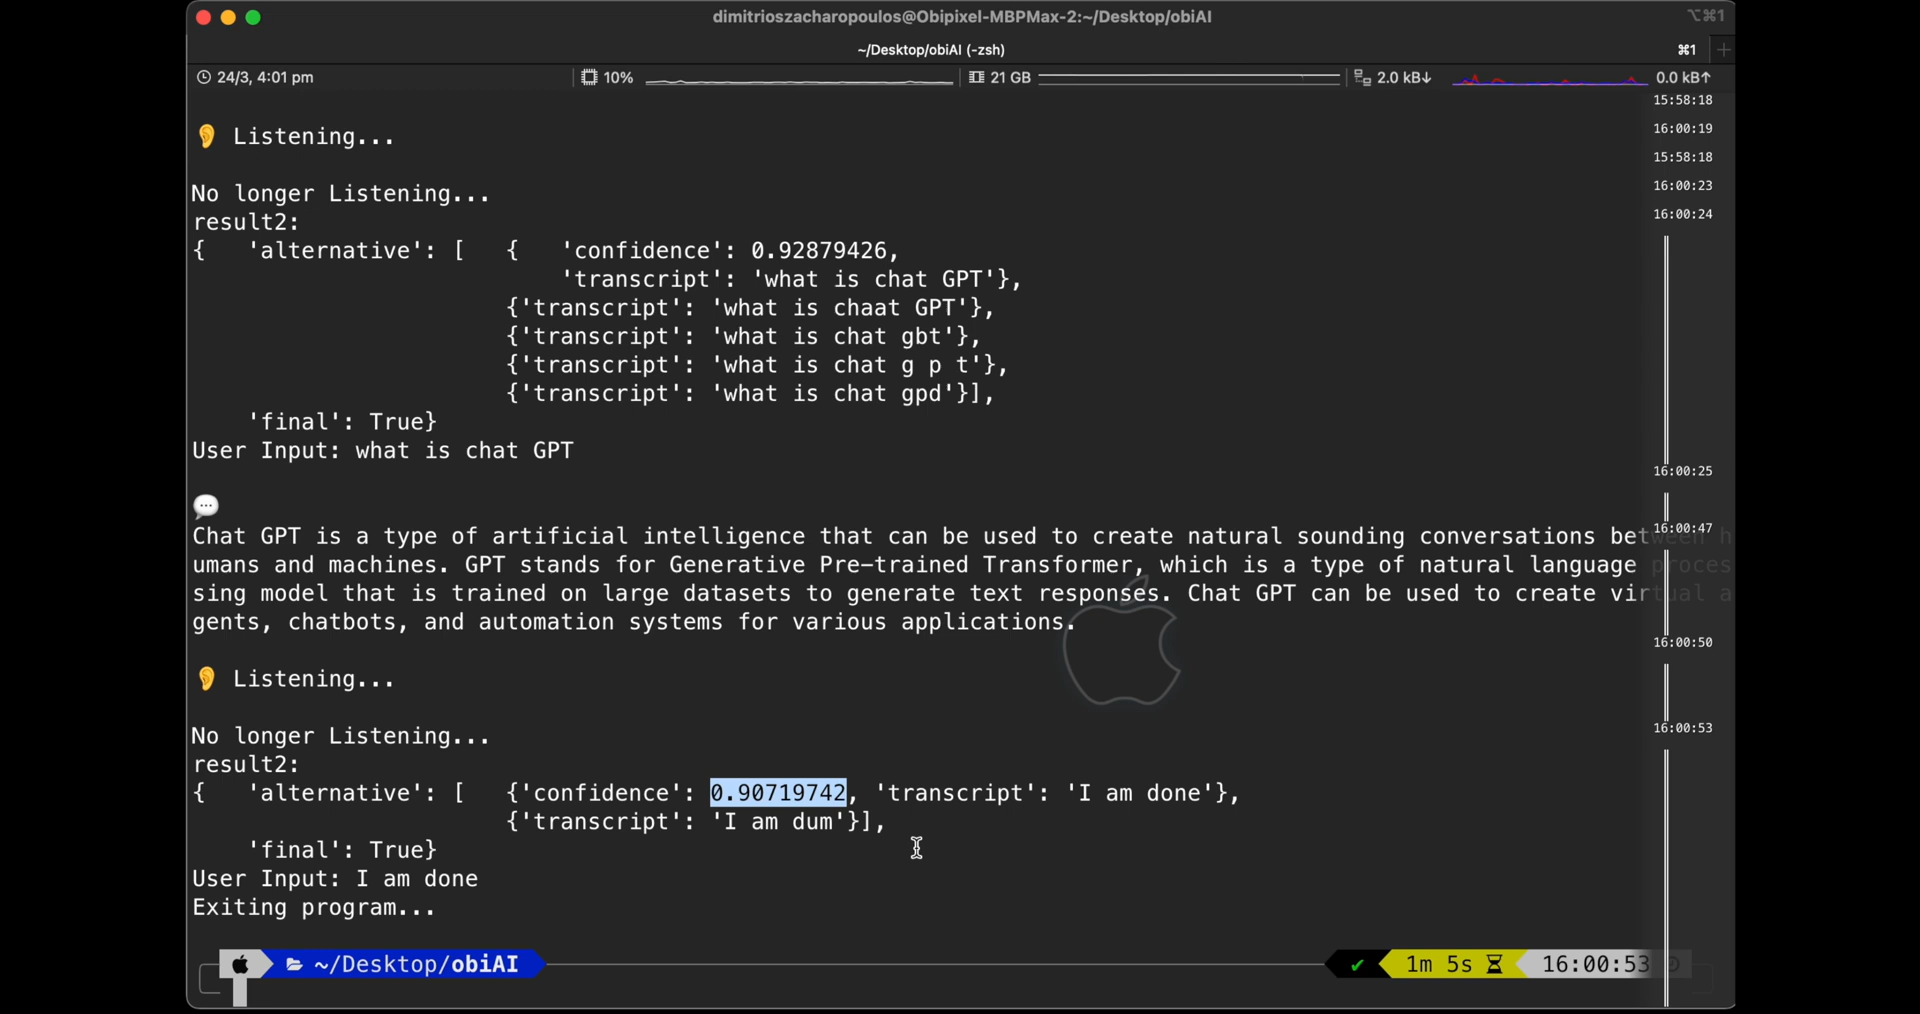 dimitrioszacharopoulos@Obipixel-MBPMax-2:~/Desktop/obiAI ⌥⌘1
~/Desktop/obiAI (-zsh) ⌘1 +
24/3, 4:01 pm 10% 21 GB 2.0 kB↓ 0.0 kB↑
15:58:18
16:00:19
👂 Listening...
15:58:18
No longer Listening... 16:00:23
result2: 16:00:24
{   'alternative': [   {   'confidence': 0.92879426,
'transcript': 'what is chat GPT'},
{'transcript': 'what is chaat GPT'},
{'transcript': 'what is chat gbt'},
{'transcript': 'what is chat g p t'},
{'transcript': 'what is chat gpd'}],
'final': True}
User Input: what is chat GPT
16:00:25
💬
16:00:47
Chat GPT is a type of artificial intelligence that can be used to create natural sounding conversations between h
umans and machines. GPT stands for Generative Pre-trained Transformer, which is a type of natural language proces
sing model that is trained on large datasets to generate text responses. Chat GPT can be used to create virtual a
gents, chatbots, and automation systems for various applications.
16:00:50
👂 Listening...
16:00:53
No longer Listening...
result2:
{   'alternative': [   {'confidence': 0.90719742, 'transcript': 'I am done'},
{'transcript': 'I am dum'}],
'final': True}
User Input: I am done
Exiting program...
~/Desktop/obiAI ✔ 1m 5s 16:00:53